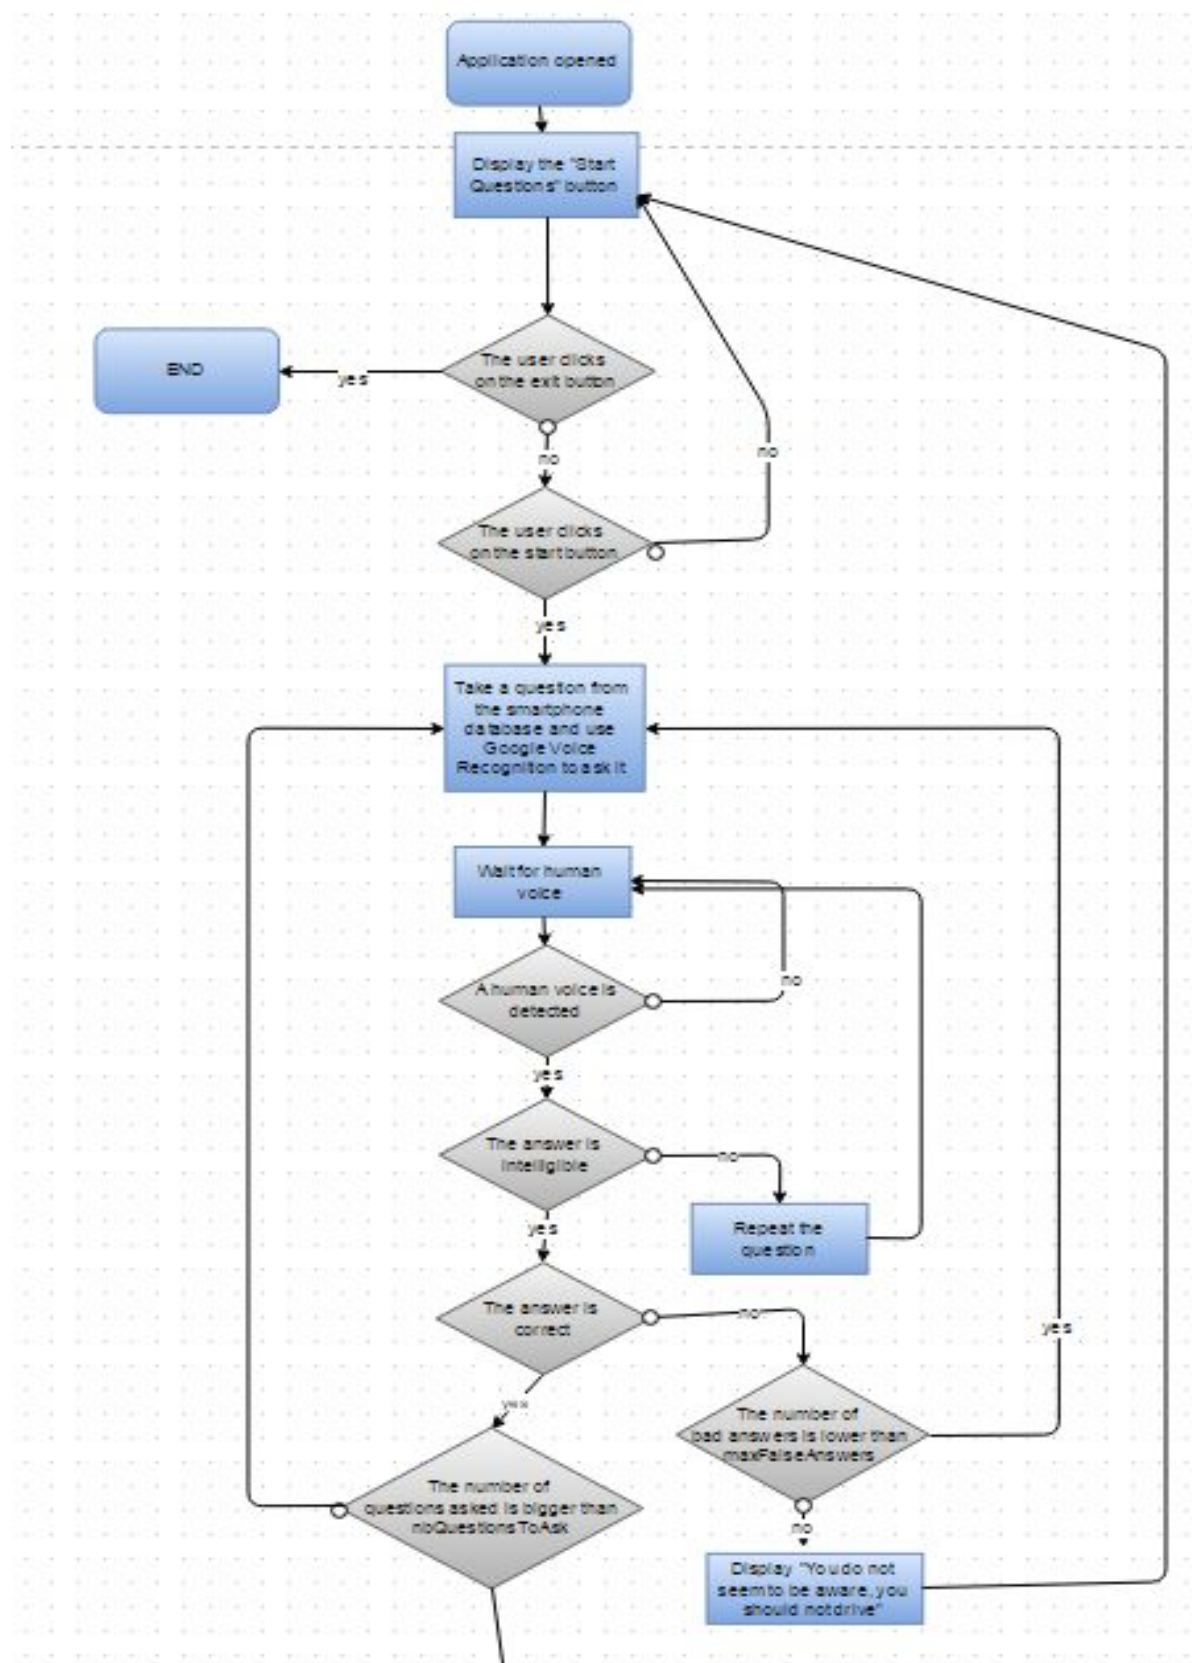 Application opened
Display the "Start
Questions" button
The user clicks
on the exit button
yes
END
no
The user clicks
on the start button
no
yes
Take a question from
the smartphone
database and use
Google Voice
Recognition to ask it
Wait for human
voice
A human voice is
detected
no
yes
The answer is
intelligible
no
Repeat the
question
yes
The answer is
correct
no
yes
yes
The number of
bad answers is lower than
maxFalseAnswers
The number of
questions asked is bigger than
nbQuestionsToAsk
no
Display "You do not
seem to be aware, you
should not drive"